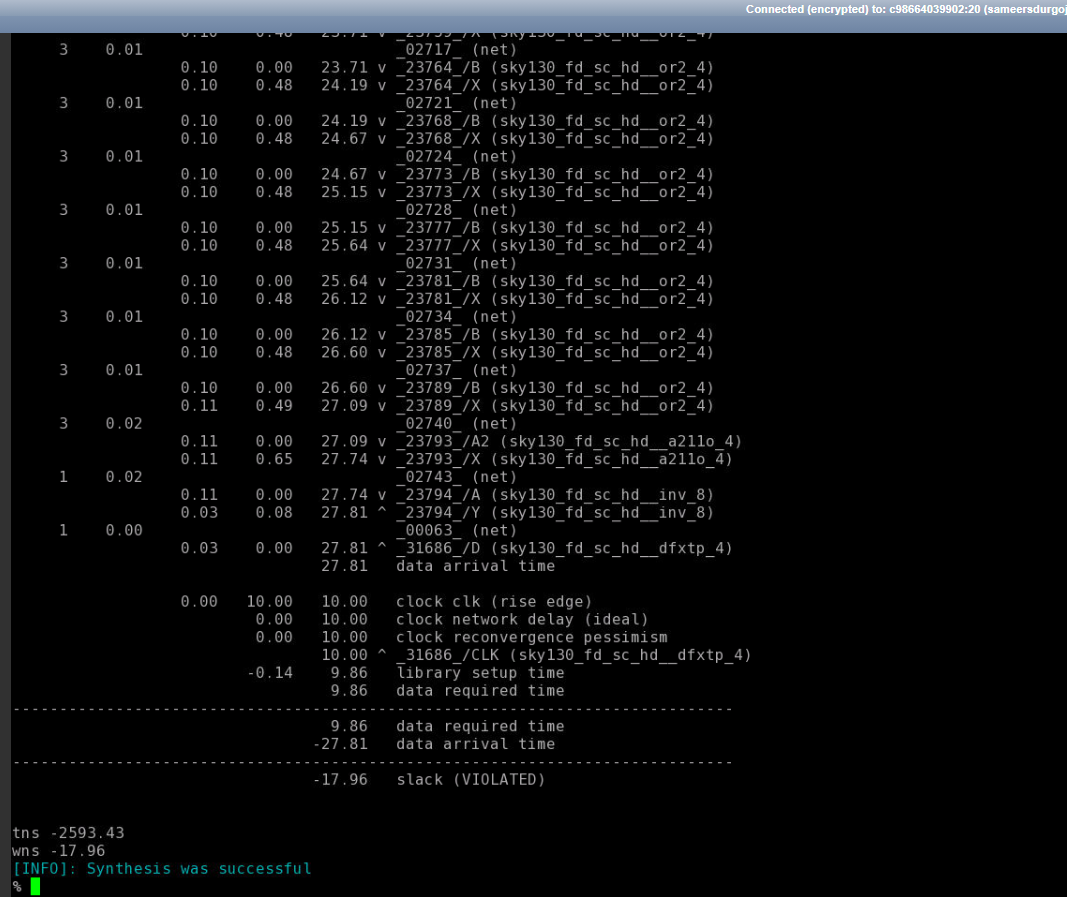 Connected (encrypted) to: c98664039902:20 (sameersdurgoj
3 0.01 _02717_ (net)
0.10 0.00 23.71 v _23764_/B (sky130_fd_sc_hd__or2_4)
0.10 0.48 24.19 v _23764_/X (sky130_fd_sc_hd__or2_4)
3 0.01 _02721_ (net)
0.10 0.00 24.19 v _23768_/B (sky130_fd_sc_hd__or2_4)
0.10 0.48 24.67 v _23768_/X (sky130_fd_sc_hd__or2_4)
3 0.01 _02724_ (net)
0.10 0.00 24.67 v _23773_/B (sky130_fd_sc_hd__or2_4)
0.10 0.48 25.15 v _23773_/X (sky130_fd_sc_hd__or2_4)
3 0.01 _02728_ (net)
0.10 0.00 25.15 v _23777_/B (sky130_fd_sc_hd__or2_4)
0.10 0.48 25.64 v _23777_/X (sky130_fd_sc_hd__or2_4)
3 0.01 _02731_ (net)
0.10 0.00 25.64 v _23781_/B (sky130_fd_sc_hd__or2_4)
0.10 0.48 26.12 v _23781_/X (sky130_fd_sc_hd__or2_4)
3 0.01 _02734_ (net)
0.10 0.00 26.12 v _23785_/B (sky130_fd_sc_hd__or2_4)
0.10 0.48 26.60 v _23785_/X (sky130_fd_sc_hd__or2_4)
3 0.01 _02737_ (net)
0.10 0.00 26.60 v _23789_/B (sky130_fd_sc_hd__or2_4)
0.11 0.49 27.09 v _23789_/X (sky130_fd_sc_hd__or2_4)
3 0.02 _02740_ (net)
0.11 0.00 27.09 v _23793_/A2 (sky130_fd_sc_hd__a211o_4)
0.11 0.65 27.74 v _23793_/X (sky130_fd_sc_hd__a211o_4)
1 0.02 _02743_ (net)
0.11 0.00 27.74 v _23794_/A (sky130_fd_sc_hd__inv_8)
0.03 0.08 27.81 ^ _23794_/Y (sky130_fd_sc_hd__inv_8)
1 0.00 _00063_ (net)
0.03 0.00 27.81 ^ _31686_/D (sky130_fd_sc_hd__dfxtp_4)
27.81 data arrival time
0.00 10.00 10.00 clock clk (rise edge)
0.00 10.00 clock network delay (ideal)
0.00 10.00 clock reconvergence pessimism
10.00 ^ _31686_/CLK (sky130_fd_sc_hd__dfxtp_4)
-0.14 9.86 library setup time
9.86 data required time
-----------------------------------------------------------------------------
9.86 data required time
-27.81 data arrival time
-----------------------------------------------------------------------------
-17.96 slack (VIOLATED)
tns -2593.43
wns -17.96
[INFO]: Synthesis was successful
%